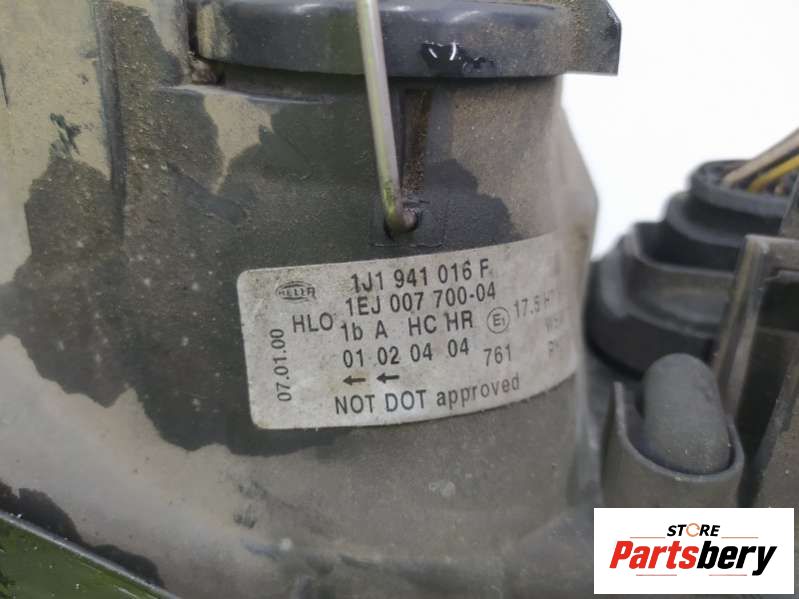 HELLA
1J1 941 016 F
1EJ 007 700-04
HLO
1b A HC HR E1 17.5
01 02 04 04 761
NOT DOT approved
07.01.00
STORE
Partsbery